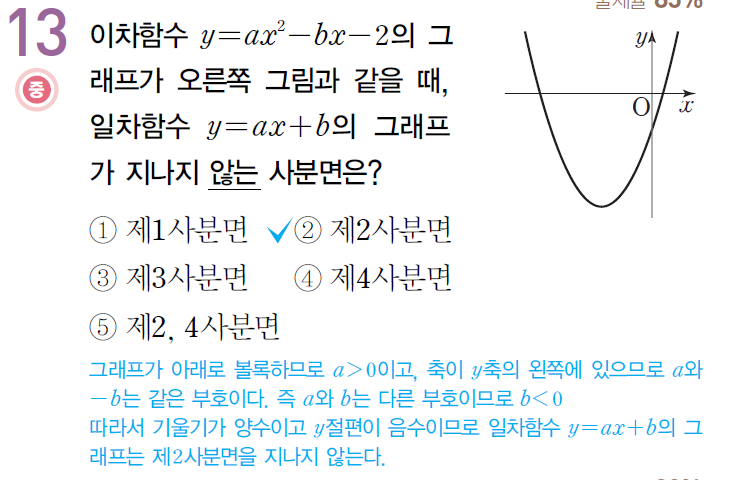 출제율 85%
13
중
이차함수 y=ax²-bx-2의 그
래프가 오른쪽 그림과 같을 때,
일차함수 y=ax+b의 그래프
가 지나지 않는 사분면은?
y
O
x
① 제1사분면 ② 제2사분면
③ 제3사분면 ④ 제4사분면
⑤ 제2, 4사분면
그래프가 아래로 볼록하므로 a>0이고, 축이 y축의 왼쪽에 있으므로 a와
-b는 같은 부호이다. 즉 a와 b는 다른 부호이므로 b<0
따라서 기울기가 양수이고 y절편이 음수이므로 일차함수 y=ax+b의 그
래프는 제2사분면을 지나지 않는다.